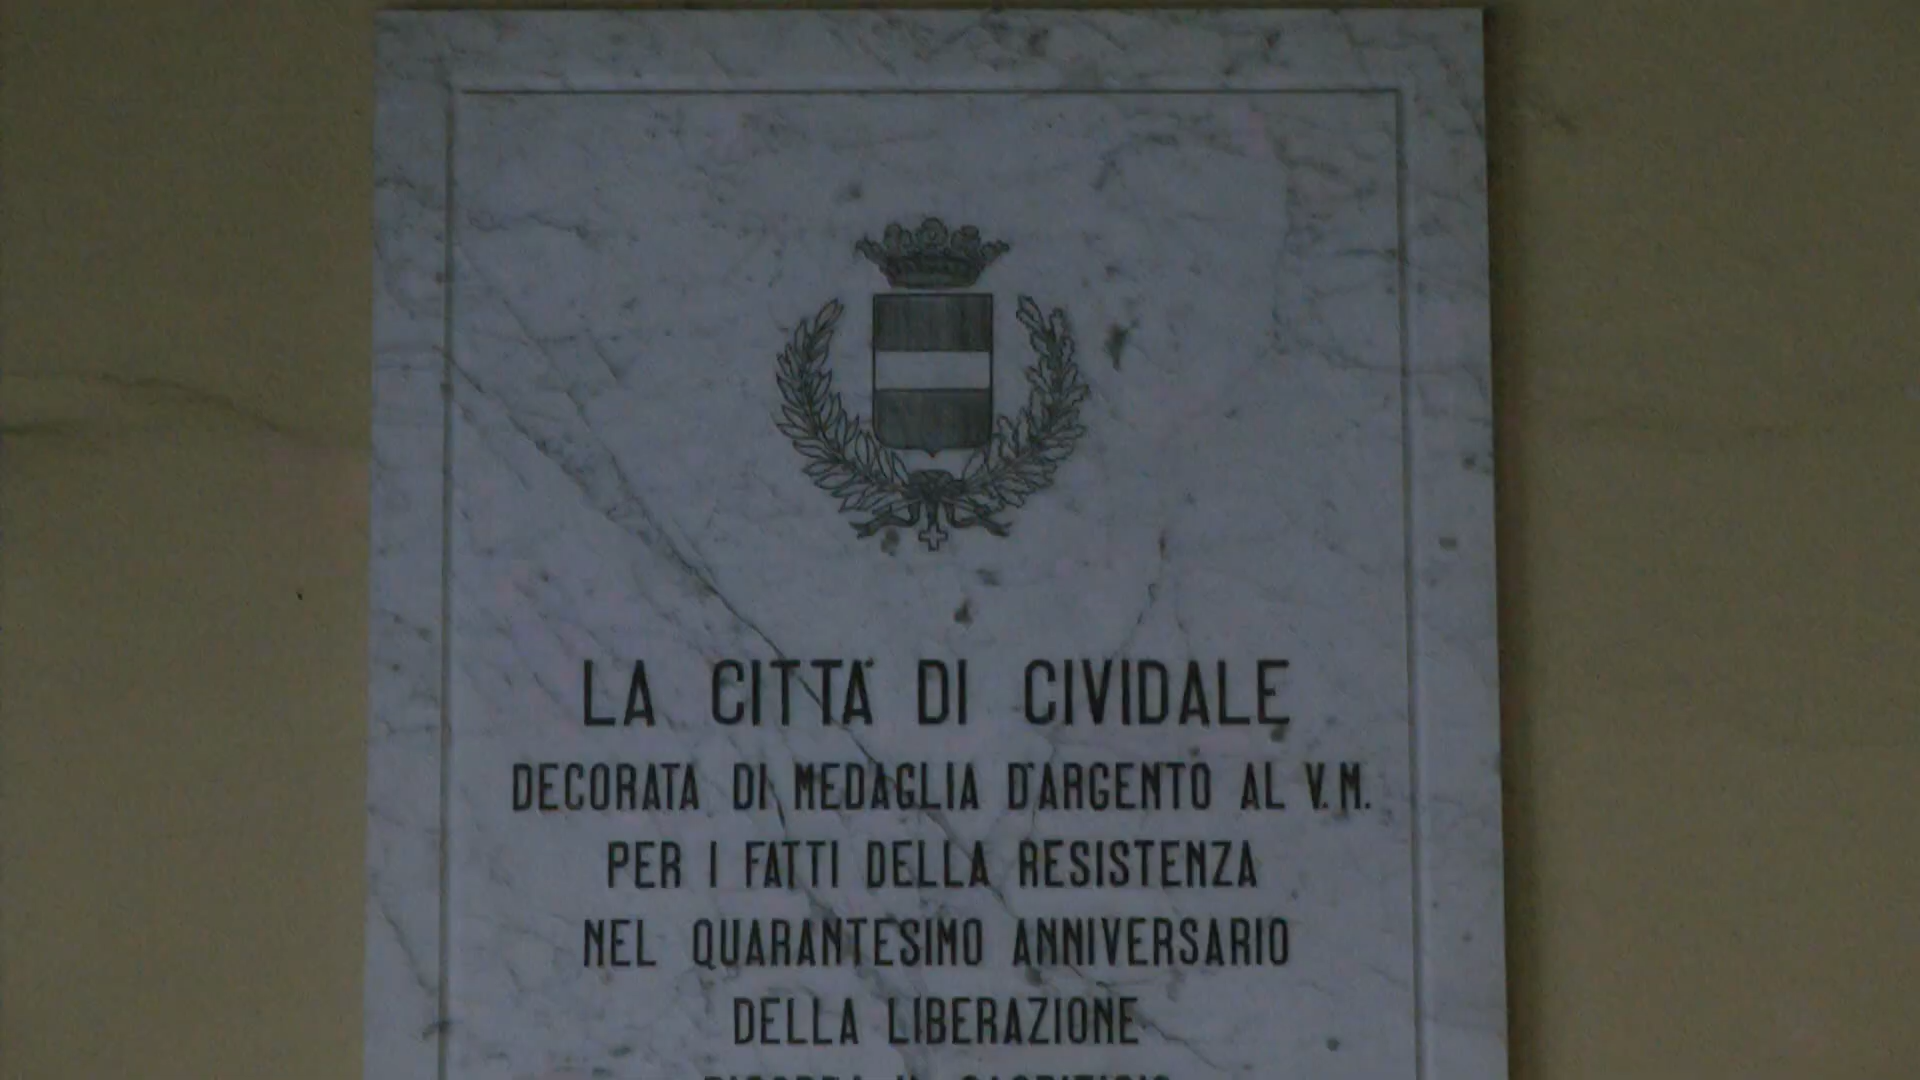 LA CITTÀ DI CIVIDALE
DECORATA DI MEDAGLIA D'ARGENTO AL V.M.
PER I FATTI DELLA RESISTENZA
NEL QUARANTESIMO ANNIVERSARIO
DELLA LIBERAZIONE